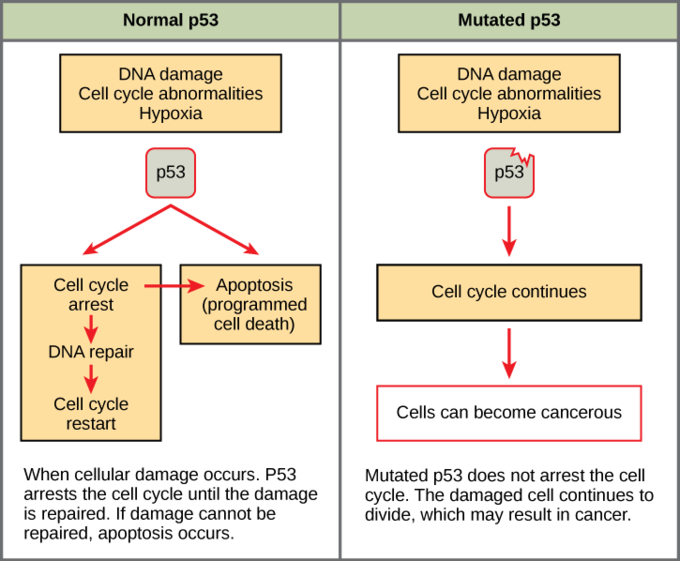 Normal p53
DNA damage
Cell cycle abnormalities
Hypoxia
p53
Cell cycle
arrest
DNA repair
Cell cycle
restart
Apoptosis
(programmed
cell death)
When cellular damage occurs. P53
arrests the cell cycle until the damage
is repaired. If damage cannot be
repaired, apoptosis occurs.
Mutated p53
DNA damage
Cell cycle abnormalities
Hypoxia
p53
Cell cycle continues
Cells can become cancerous
Mutated p53 does not arrest the cell
cycle. The damaged cell continues to
divide, which may result in cancer.